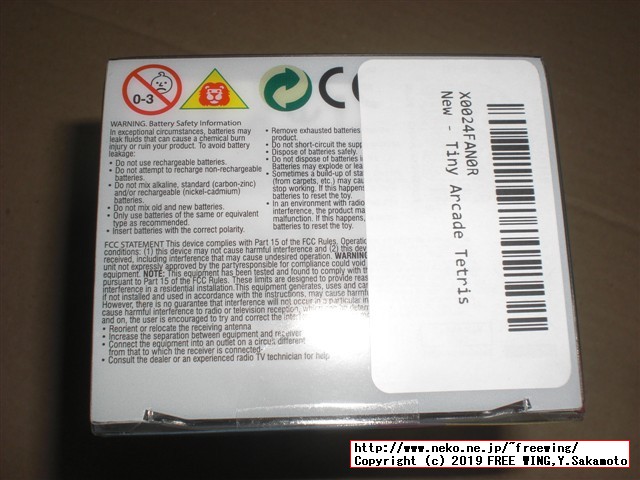 0-3
CE
WARNING. Battery Safety Information
In exceptional circumstances, batteries may
leak fluids that can cause a chemical burn
injury or ruin your product. To avoid battery
leakage:
• Do not use rechargeable batteries.
• Do not attempt to recharge non-rechargeable
batteries.
• Do not mix alkaline, standard (carbon-zinc)
and/or rechargeable (nickel-cadmium)
batteries.
• Do not mix old and new batteries.
• Only use batteries of the same or equivalent
type as recommended.
• Insert batteries with the correct polarity.
• Remove exhausted batteries
product.
• Do not short-circuit the supp
• Dispose of batteries safely.
• Do not dispose of batteries i
Batteries may explode or lea
• Sometimes a build-up of sta
(from carpets, etc.) may cau
stop working. If this happens
batteries to reset the toy.
• In an environment with radio
interference, the product ma
malfunction. If this happens,
batteries to reset the toy.
FCC STATEMENT This device complies with Part 15 of the FCC Rules. Operatio
conditions: (1) this device may not cause harmful interference and (2) this dev
received, including interference that may cause undesired operation. WARNIN
unit not expressly approved by the partyresponsible for compliance could void
equipment. NOTE: This equipment has been tested and found to comply with t
pursuant to Part 15 of the FCC Rules. These limits are designed to provide reas
interference in a residential installation.This equipment generates, uses and car
if not installed and used in accordance with the instructions, may cause harmf
However, there is no guarantee that interference will not occur in a particular in
cause harmful interference to radio or television reception, which can be deter
and on, the user is encouraged to try and correct the inte
• Reorient or relocate the receiving antenna
• Increase the separation between equipment and receiver
• Connect the equipment into an outlet on a circuit different
from that to which the receiver is connected
• Consult the dealer or an experienced radio TV technician for help
X0024FAN0R
New - Tiny Arcade Tetris
http://www.neko.ne.jp/~freewing/
Copyright (c) 2019 FREE WING,Y.Sakamoto